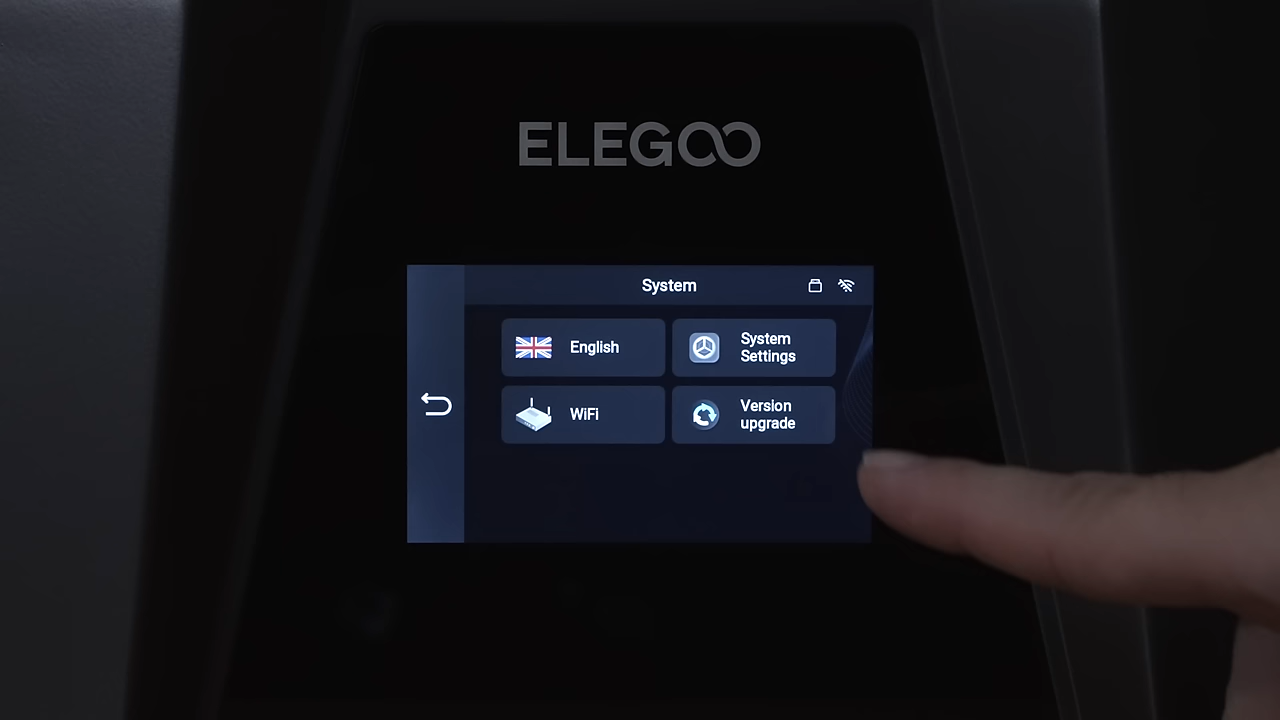 ELEGOO
System
English
System
Settings
WiFi
Version
upgrade